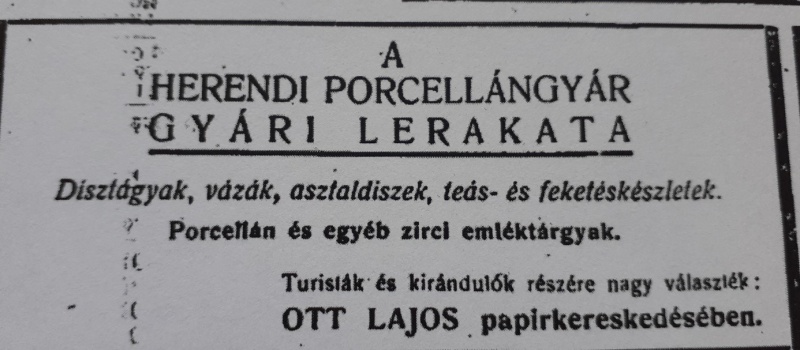 A
HERENDI PORCELLÁNGYÁR
GYÁRI LERAKATA
Dísztágyak, vázák, asztaldiszek, teás- és feketéskészletek.
Porcellán és egyéb zirci emléktárgyak.
Turisták és kirándulók részére nagy választék:
OTT LAJOS papirkereskedésében.